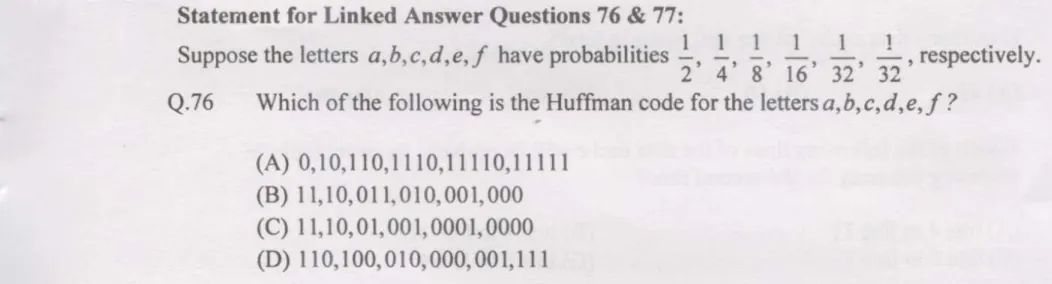 Statement for Linked Answer Questions 76 & 77:
Suppose the letters a,b,c,d,e,f have probabilities 1/2, 1/4, 1/8, 1/16, 1/32, 1/32, respectively.
Q.76 Which of the following is the Huffman code for the letters a,b,c,d,e,f ?
(A) 0,10,110,1110,11110,11111
(B) 11,10,011,010,001,000
(C) 11,10,01,001,0001,0000
(D) 110,100,010,000,001,111